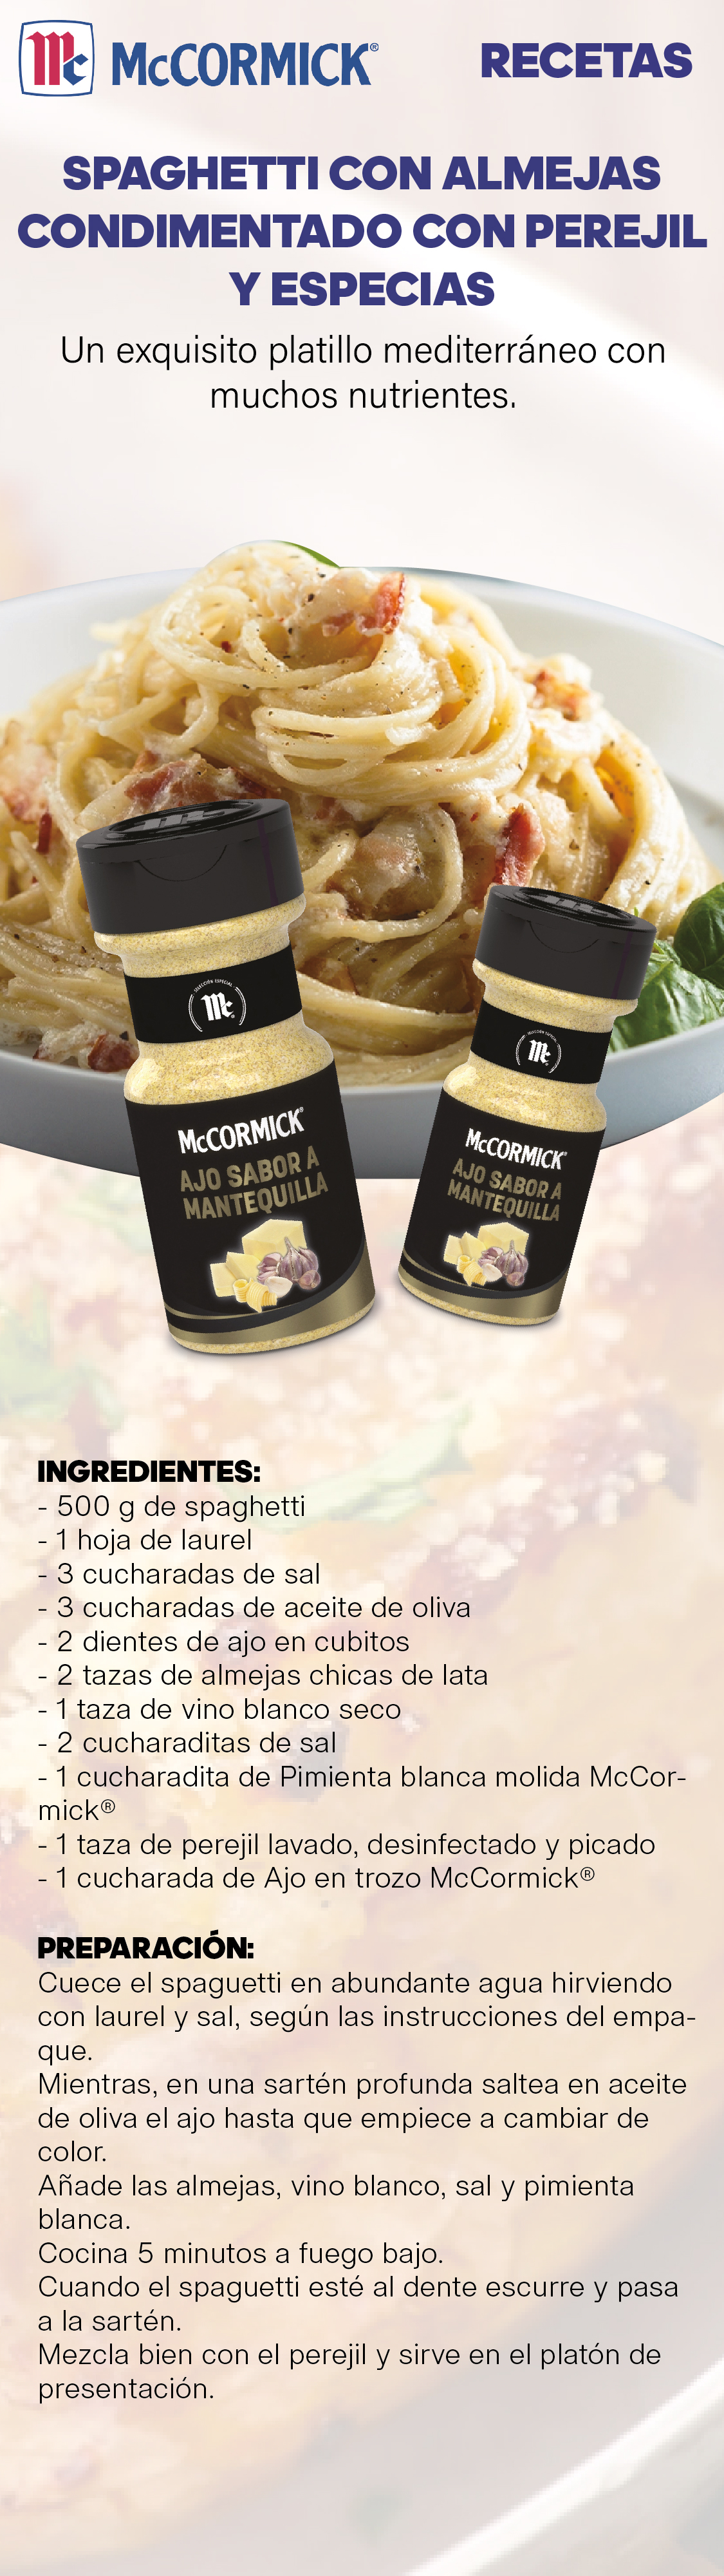 Mc McCORMICK® RECETAS
SPAGHETTI CON ALMEJAS
CONDIMENTADO CON PEREJIL
Y ESPECIAS
Un exquisito platillo mediterráneo con
muchos nutrientes.
SELECCIÓN ESPECIAL
Mc
McCORMICK®
AJO SABOR A
MANTEQUILLA
SELECCIÓN ESPECIAL
Mc
McCORMICK®
AJO SABOR A
MANTEQUILLA
INGREDIENTES:
- 500 g de spaghetti
- 1 hoja de laurel
- 3 cucharadas de sal
- 3 cucharadas de aceite de oliva
- 2 dientes de ajo en cubitos
- 2 tazas de almejas chicas de lata
- 1 taza de vino blanco seco
- 2 cucharaditas de sal
- 1 cucharadita de Pimienta blanca molida McCor-
mick®
- 1 taza de perejil lavado, desinfectado y picado
- 1 cucharada de Ajo en trozo McCormick®
PREPARACIÓN:
Cuece el spaguetti en abundante agua hirviendo
con laurel y sal, según las instrucciones del empa-
que.
Mientras, en una sartén profunda saltea en aceite
de oliva el ajo hasta que empiece a cambiar de
color.
Añade las almejas, vino blanco, sal y pimienta
blanca.
Cocina 5 minutos a fuego bajo.
Cuando el spaguetti esté al dente escurre y pasa
a la sartén.
Mezcla bien con el perejil y sirve en el platón de
presentación.